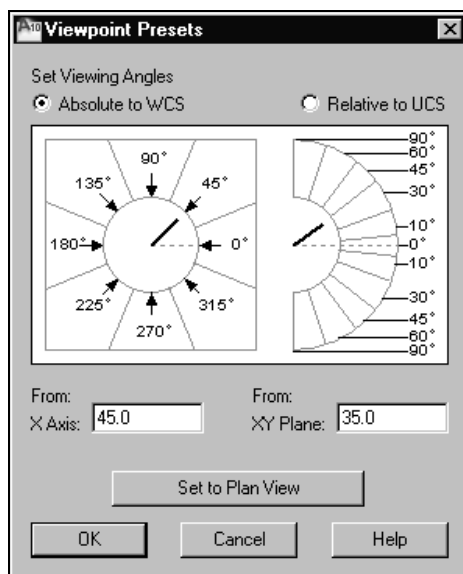 A10 Viewpoint Presets
Set Viewing Angles
Absolute to WCS
Relative to UCS
90°
135°
45°
180°
0°
225°
315°
270°
90°
60°
45°
30°
10°
0°
10°
30°
45°
60°
90°
From:
X Axis: 45.0
From:
XY Plane: 35.0
Set to Plan View
OK
Cancel
Help